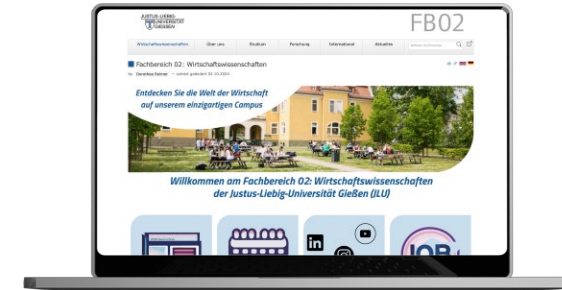 JUSTUS-LIEBIG-
UNIVERSITÄT
GIESSEN
FB02
Wirtschaftswissenschaften Über uns Studium Forschung International Aktuelles
Fachbereich 02: Wirtschaftswissenschaften
Entdecken Sie die Welt der Wirtschaft
auf unserem einzigartigen Campus
Willkommen am Fachbereich 02: Wirtschaftswissenschaften
der Justus-Liebig-Universität Gießen (JLU)
in
JOB